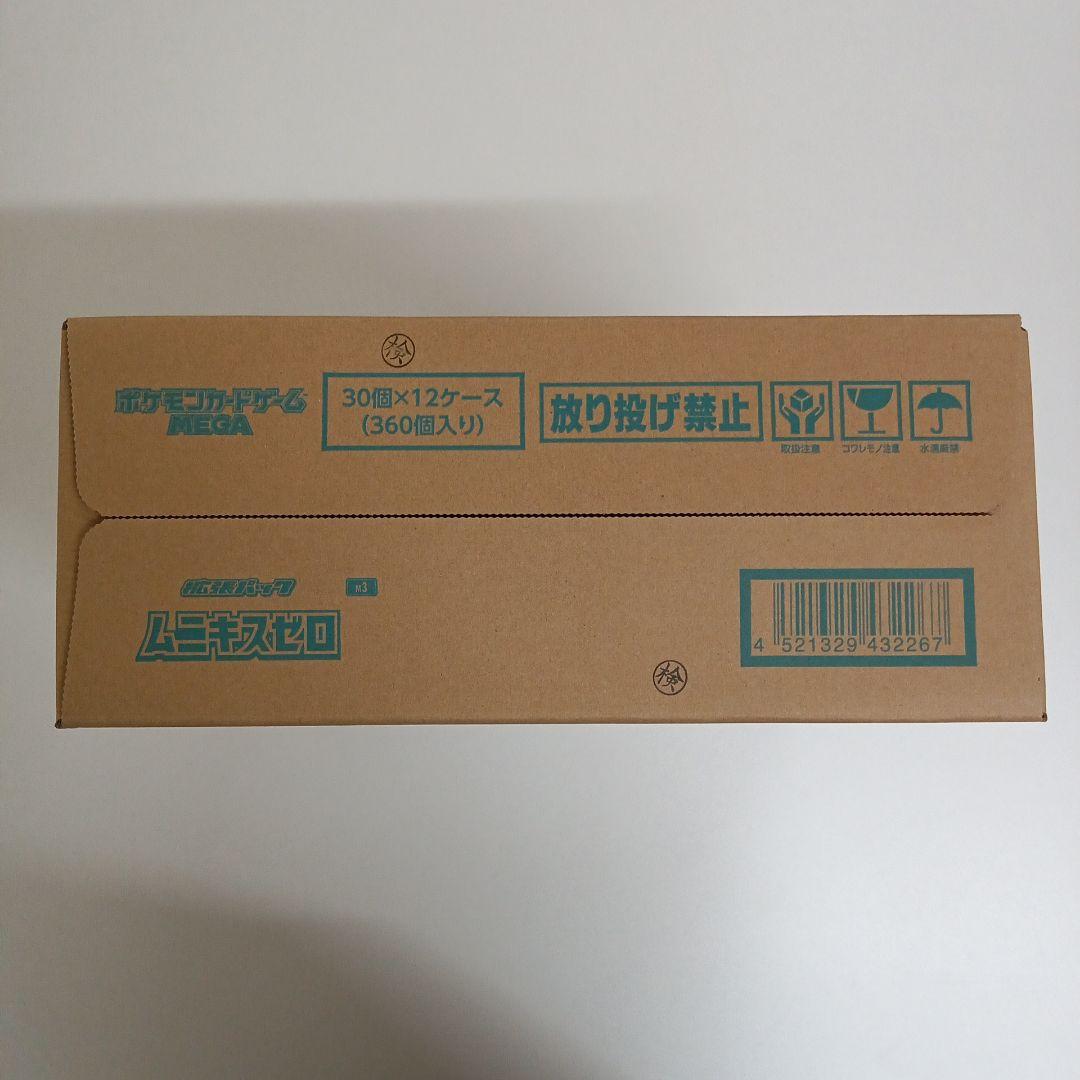 検
ポケモンカードゲーム
MEGA
30個×12ケース
(360個入り)
放り投げ禁止
取扱注意
コワレモノ注意
水濡厳禁
拡張パック
M3
ムニキスゼロ
4 521329 432267
検